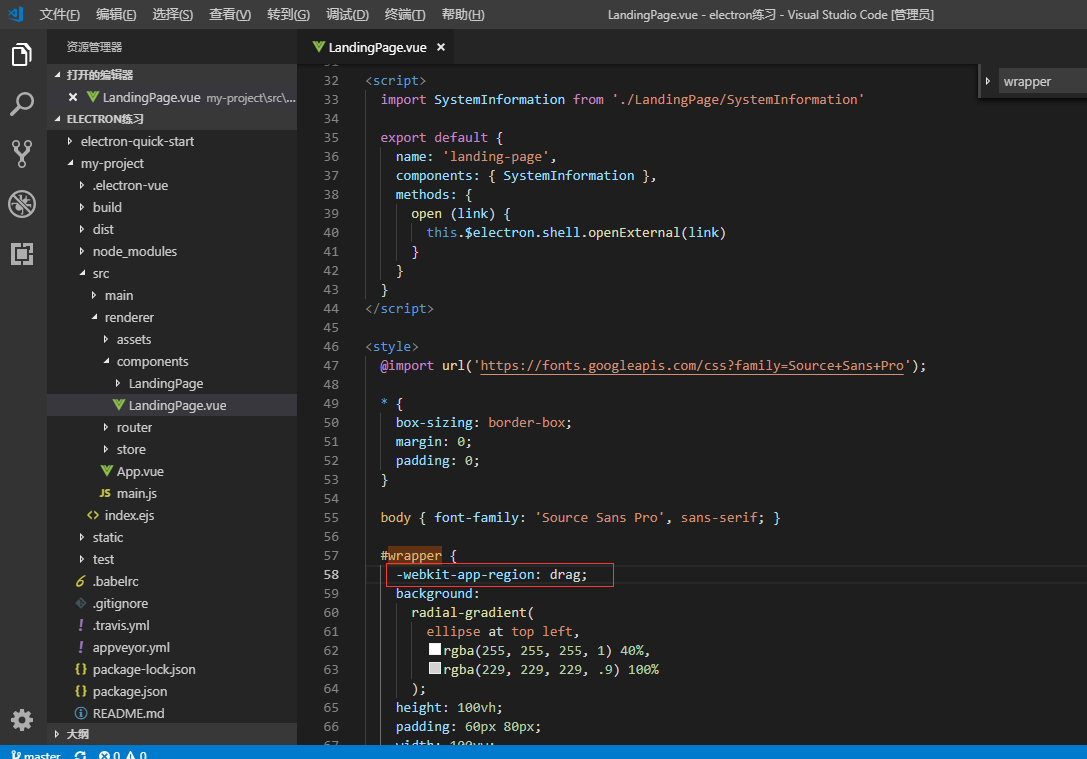 文件(F) 编辑(E) 选择(S) 查看(V) 转到(G) 调试(D) 终端(T) 帮助(H) LandingPage.vue - electron练习 - Visual Studio Code [管理员]
资源管理器
打开的编辑器
LandingPage.vue my-project\src\...
ELECTRON练习
electron-quick-start
my-project
.electron-vue
build
dist
node_modules
src
main
renderer
assets
components
LandingPage
LandingPage.vue
router
store
App.vue
JS main.js
index.ejs
static
test
.babelrc
.gitignore
.travis.yml
appveyor.yml
package-lock.json
package.json
README.md
大纲
LandingPage.vue
wrapper
31
32 <script>
33 import SystemInformation from './LandingPage/SystemInformation'
34
35 export default {
36 name: 'landing-page',
37 components: { SystemInformation },
38 methods: {
39 open (link) {
40 this.$electron.shell.openExternal(link)
41 }
42 }
43 }
44 </script>
45
46 <style>
47 @import url('https://fonts.googleapis.com/css?family=Source+Sans+Pro');
48
49 * {
50 box-sizing: border-box;
51 margin: 0;
52 padding: 0;
53 }
54
55 body { font-family: 'Source Sans Pro', sans-serif; }
56
57 #wrapper {
58 -webkit-app-region: drag;
59 background:
60 radial-gradient(
61 ellipse at top left,
62 rgba(255, 255, 255, 1) 40%,
63 rgba(229, 229, 229, .9) 100%
64 );
65 height: 100vh;
66 padding: 60px 80px;
67 width: 100vw;
master 0 0